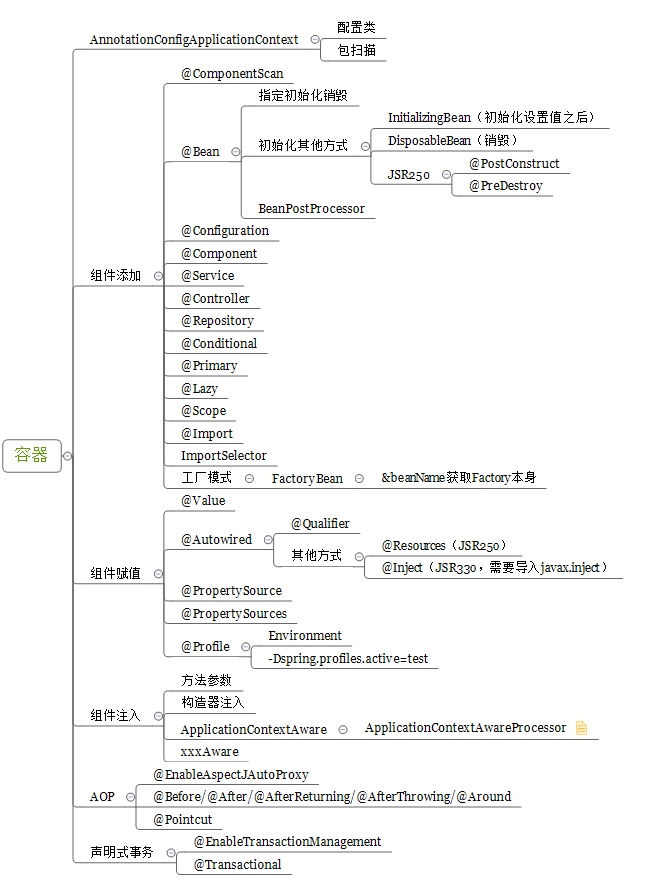 容器
AnnotationConfigApplicationContext
配置类
包扫描
组件添加
@ComponentScan
@Bean
指定初始化销毁
初始化其他方式
InitializingBean（初始化设置值之后）
DisposableBean（销毁）
JSR250
@PostConstruct
@PreDestroy
BeanPostProcessor
@Configuration
@Component
@Service
@Controller
@Repository
@Conditional
@Primary
@Lazy
@Scope
@Import
ImportSelector
工厂模式
FactoryBean
&beanName获取Factory本身
组件赋值
@Value
@Autowired
@Qualifier
其他方式
@Resources（JSR250）
@Inject（JSR330，需要导入javax.inject）
@PropertySource
@PropertySources
@Profile
Environment
-Dspring.profiles.active=test
组件注入
方法参数
构造器注入
ApplicationContextAware
ApplicationContextAwareProcessor
xxxAware
AOP
@EnableAspectJAutoProxy
@Before/@After/@AfterReturning/@AfterThrowing/@Around
@Pointcut
声明式事务
@EnableTransactionManagement
@Transactional